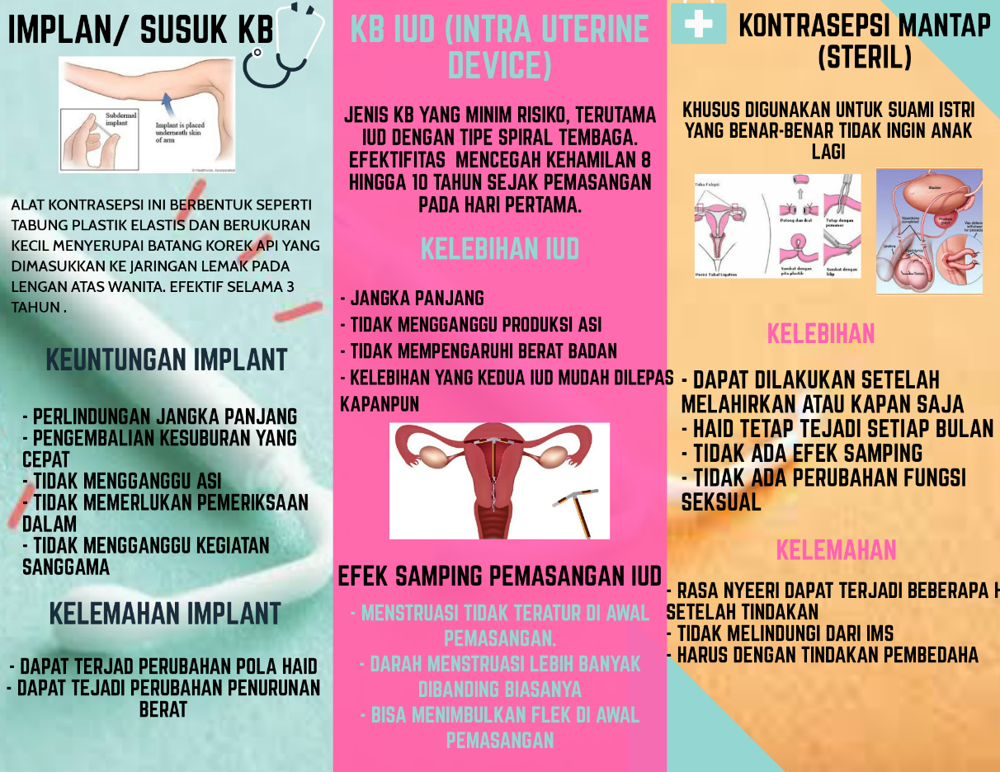 IMPLAN/ SUSUK KB
Subdermal
implant
Implant is placed
underneath skin
of arm
ALAT KONTRASEPSI INI BERBENTUK SEPERTI
TABUNG PLASTIK ELASTIS DAN BERUKURAN
KECIL MENYERUPAI BATANG KOREK API YANG
DIMASUKKAN KE JARINGAN LEMAK PADA
LENGAN ATAS WANITA. EFEKTIF SELAMA 3
TAHUN .
KEUNTUNGAN IMPLANT
- PERLINDUNGAN JANGKA PANJANG
- PENGEMBALIAN KESUBURAN YANG
CEPAT
- TIDAK MENGGANGGU ASI
- TIDAK MEMERLUKAN PEMERIKSAAN
DALAM
- TIDAK MENGGANGGU KEGIATAN
SANGGAMA
KELEMAHAN IMPLANT
- DAPAT TERJAD PERUBAHAN POLA HAID
- DAPAT TEJADI PERUBAHAN PENURUNAN
BERAT
KB IUD (INTRA UTERINE
DEVICE)
JENIS KB YANG MINIM RISIKO, TERUTAMA
IUD DENGAN TIPE SPIRAL TEMBAGA.
EFEKTIFITAS MENCEGAH KEHAMILAN 8
HINGGA 10 TAHUN SEJAK PEMASANGAN
PADA HARI PERTAMA.
KELEBIHAN IUD
- JANGKA PANJANG
- TIDAK MENGGANGGU PRODUKSI ASI
- TIDAK MEMPENGARUHI BERAT BADAN
- KELEBIHAN YANG KEDUA IUD MUDAH DILEPAS
KAPANPUN
EFEK SAMPING PEMASANGAN IUD
- MENSTRUASI TIDAK TERATUR DI AWAL
PEMASANGAN.
- DARAH MENSTRUASI LEBIH BANYAK
DIBANDING BIASANYA
- BISA MENIMBULKAN FLEK DI AWAL
PEMASANGAN
KONTRASEPSI MANTAP
(STERIL)
KHUSUS DIGUNAKAN UNTUK SUAMI ISTRI
YANG BENAR-BENAR TIDAK INGIN ANAK
LAGI
Tuba Falopii
Potong dan ikat
Tutup dengan
pemanas
Sumbat dengan
pita plastik
Sumbat dengan
klip
Posisi Tubal Ligation
Bladder
Vasectomy
completed
Prostate
gland
Urethra
Testes
KELEBIHAN
- DAPAT DILAKUKAN SETELAH
MELAHIRKAN ATAU KAPAN SAJA
- HAID TETAP TEJADI SETIAP BULAN
- TIDAK ADA EFEK SAMPING
- TIDAK ADA PERUBAHAN FUNGSI
SEKSUAL
KELEMAHAN
- RASA NYEERI DAPAT TERJADI BEBERAPA H
SETELAH TINDAKAN
- TIDAK MELINDUNGI DARI IMS
- HARUS DENGAN TINDAKAN PEMBEDAHA